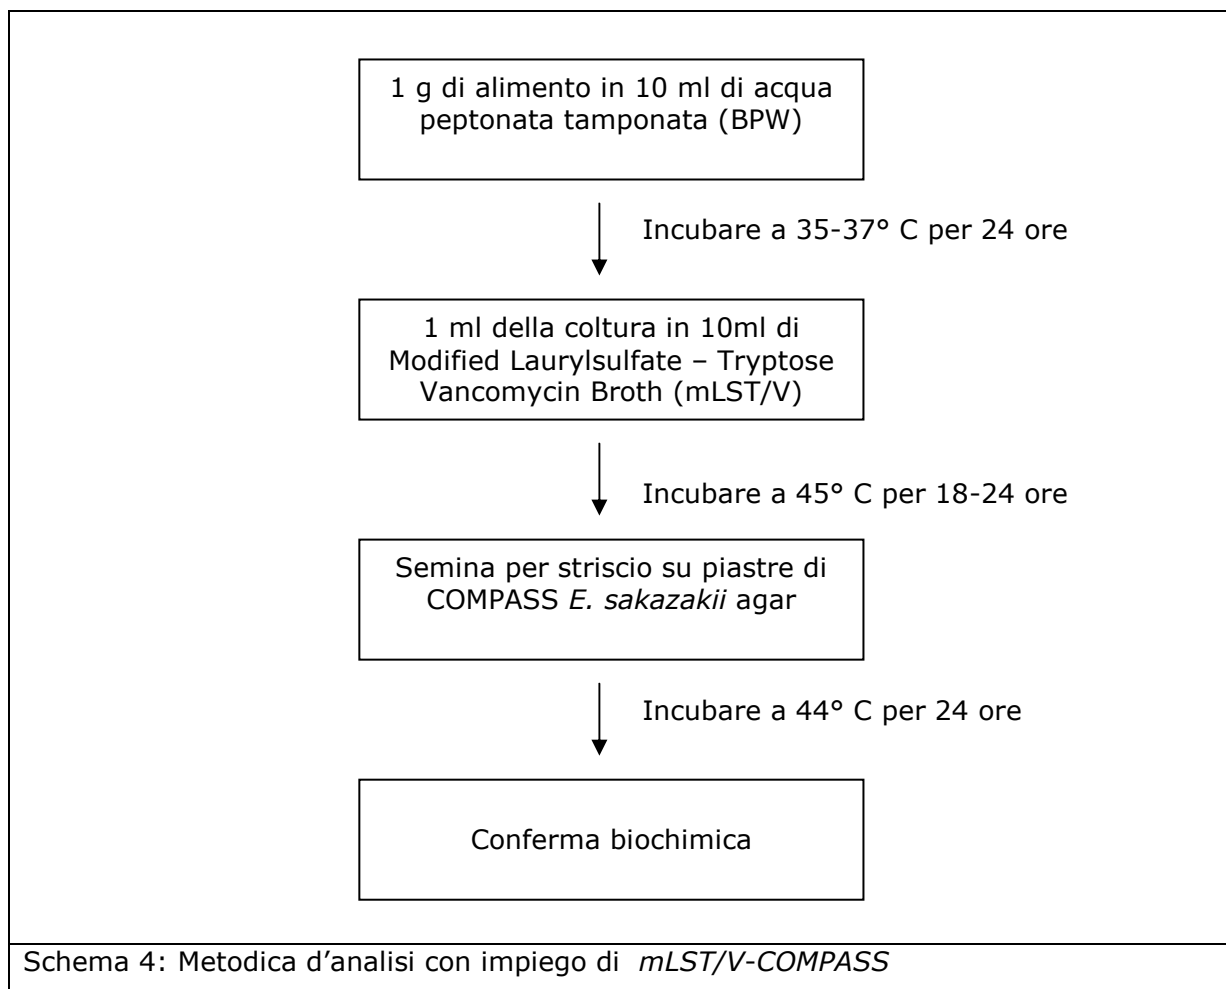 1 g di alimento in 10 ml di acqua
peptonata tamponata (BPW)
Incubare a 35-37° C per 24 ore
1 ml della coltura in 10ml di
Modified Laurylsulfate – Tryptose
Vancomycin Broth (mLST/V)
Incubare a 45° C per 18-24 ore
Semina per striscio su piastre di
COMPASS E. sakazakii agar
Incubare a 44° C per 24 ore
Conferma biochimica
Schema 4: Metodica d’analisi con impiego di mLST/V-COMPASS